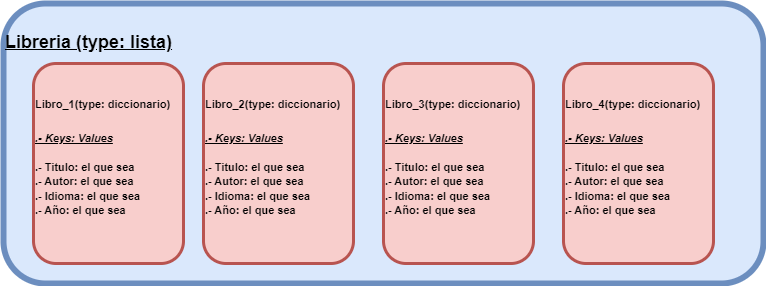 Libreria (type: lista)
Libro_1(type: diccionario)
.- Keys: Values
.- Titulo: el que sea
.- Autor: el que sea
.- Idioma: el que sea
.- Año: el que sea
Libro_2(type: diccionario)
.- Keys: Values
.- Titulo: el que sea
.- Autor: el que sea
.- Idioma: el que sea
.- Año: el que sea
Libro_3(type: diccionario)
.- Keys: Values
.- Titulo: el que sea
.- Autor: el que sea
.- Idioma: el que sea
.- Año: el que sea
Libro_4(type: diccionario)
.- Keys: Values
.- Titulo: el que sea
.- Autor: el que sea
.- Idioma: el que sea
.- Año: el que sea